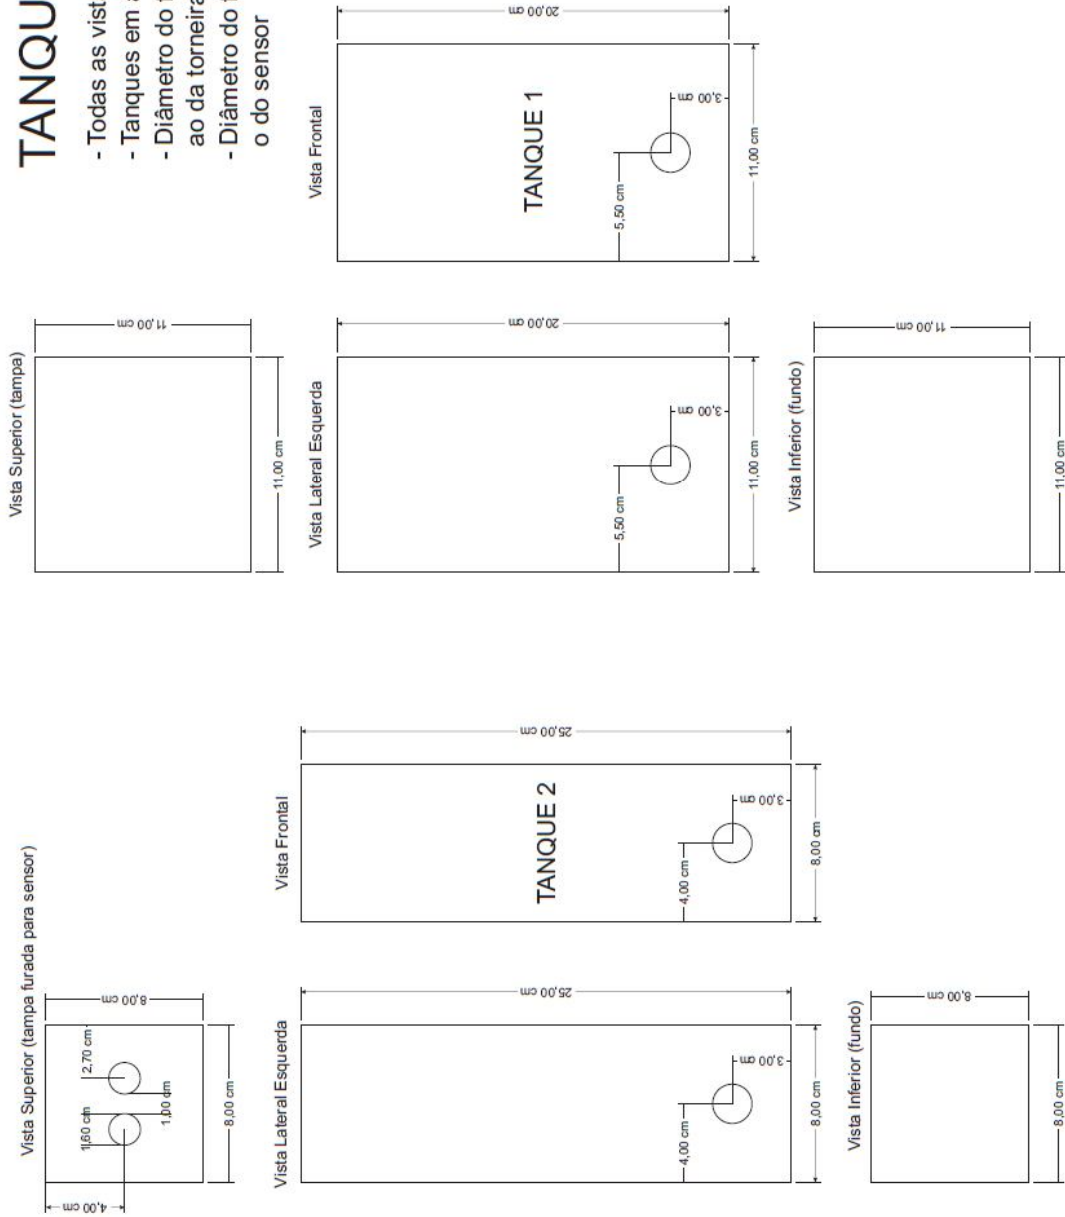 TANQU
- Todas as vist
- Tanques em a
- Diâmetro do f
ao da torneira
- Diâmetro do f
o do sensor
Vista Superior (tampa furada para sensor)
8,00 cm
2,70 cm
1,60 cm
1,00 cm
4,00 cm
8,00 cm
Vista Superior (tampa)
11,00 cm
11,00 cm
Vista Lateral Esquerda
25,00 cm
3,00 cm
4,00 cm
8,00 cm
Vista Frontal
25,00 cm
TANQUE 2
3,00 cm
4,00 cm
8,00 cm
Vista Lateral Esquerda
20,00 cm
3,00 cm
5,50 cm
11,00 cm
Vista Frontal
20,00 cm
TANQUE 1
3,00 cm
5,50 cm
11,00 cm
Vista Inferior (fundo)
8,00 cm
8,00 cm
Vista Inferior (fundo)
11,00 cm
11,00 cm